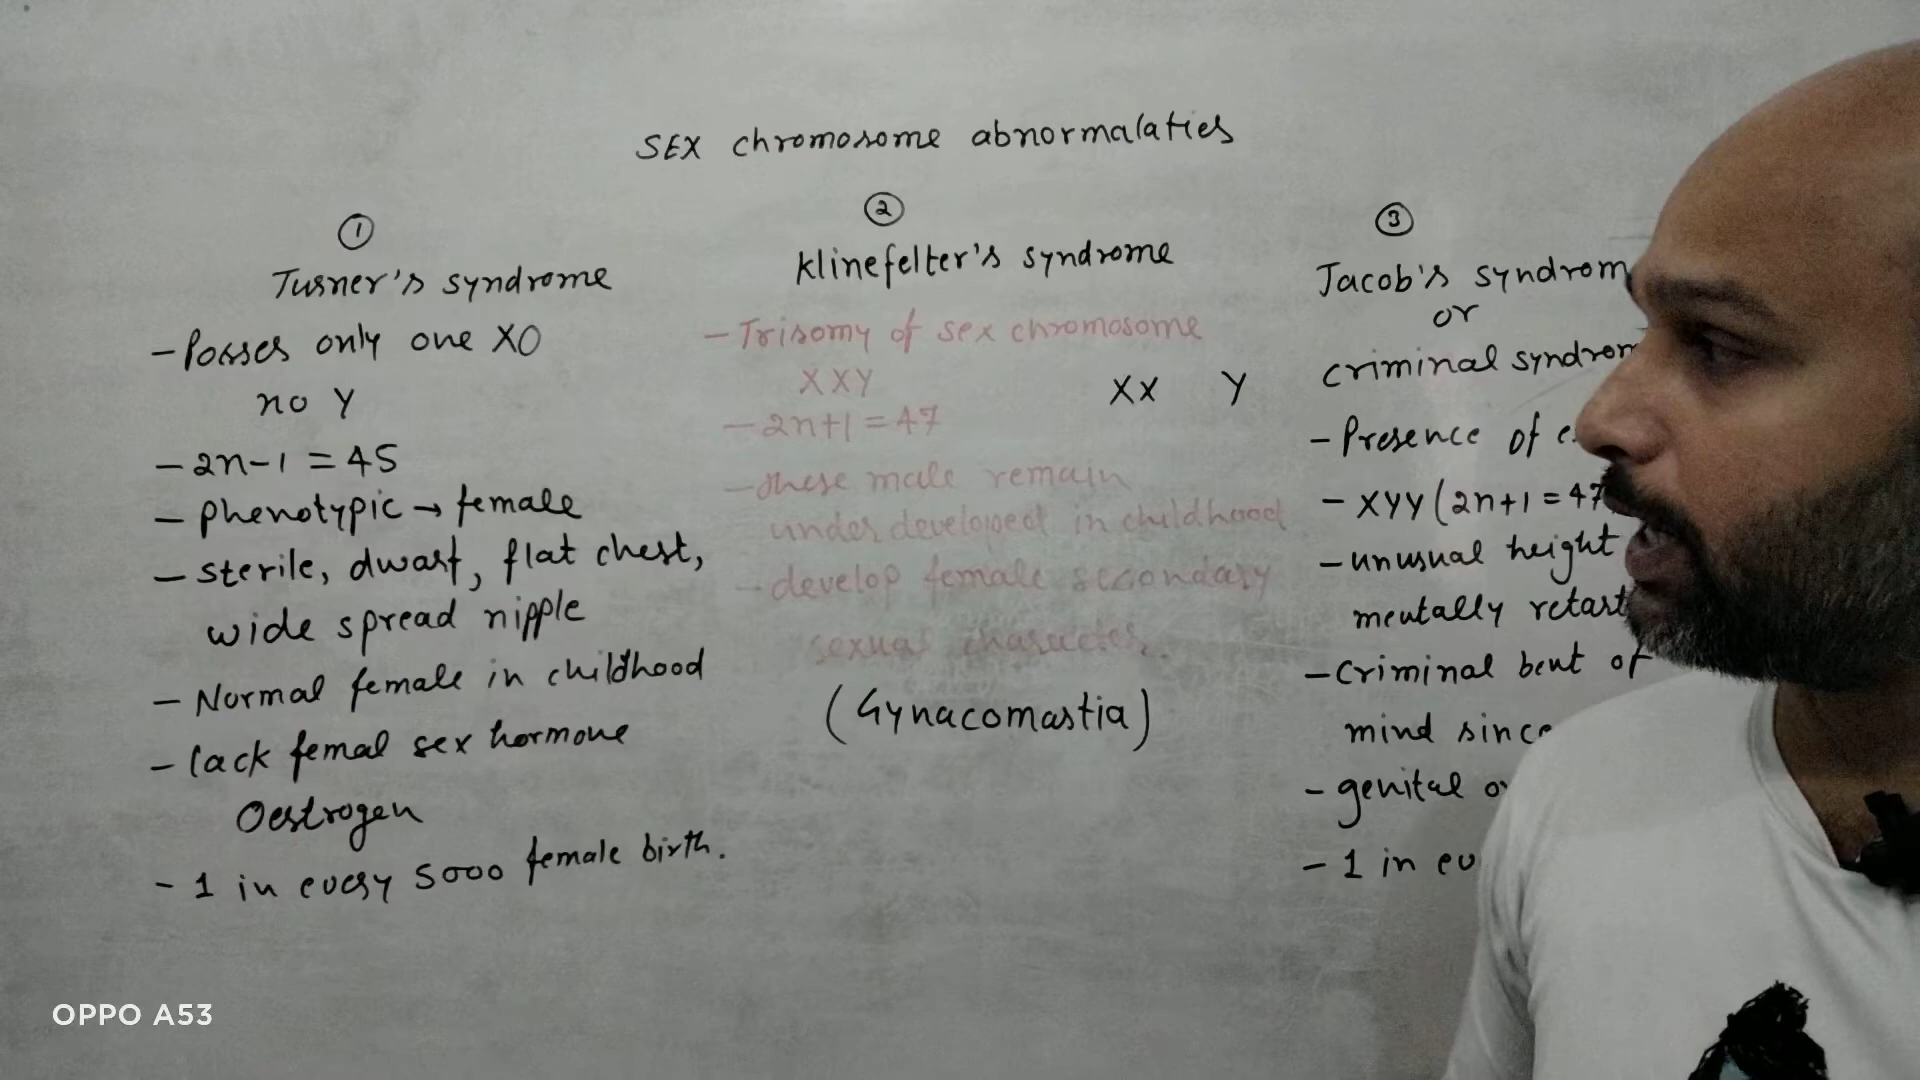 SEX chromosome abnormalaties
①
Turner's syndrome
- Posses only one XO
no Y
- 2n-1 = 45
- Phenotypic → female
- sterile, dwarf, flat chest,
wide spread nipple
- Normal female in childhood
- lack femal sex hormone
Oestrogen
- 1 in every 5000 female birth.
②
Klinefelter's syndrome
- Trisomy of sex chromosome
XXY
XX Y
- 2n+1 = 47
- these male remain
under developed in childhood
- develop female secondary
sexual character.
(Gynacomastia)
③
Jacob's syndrom
or
criminal syndrom
- Presence of
- XYY (2n+1 = 47
- unusual height
mentally retart
- Criminal bent of
mind since
- genital
- 1 in ev
OPPO A53